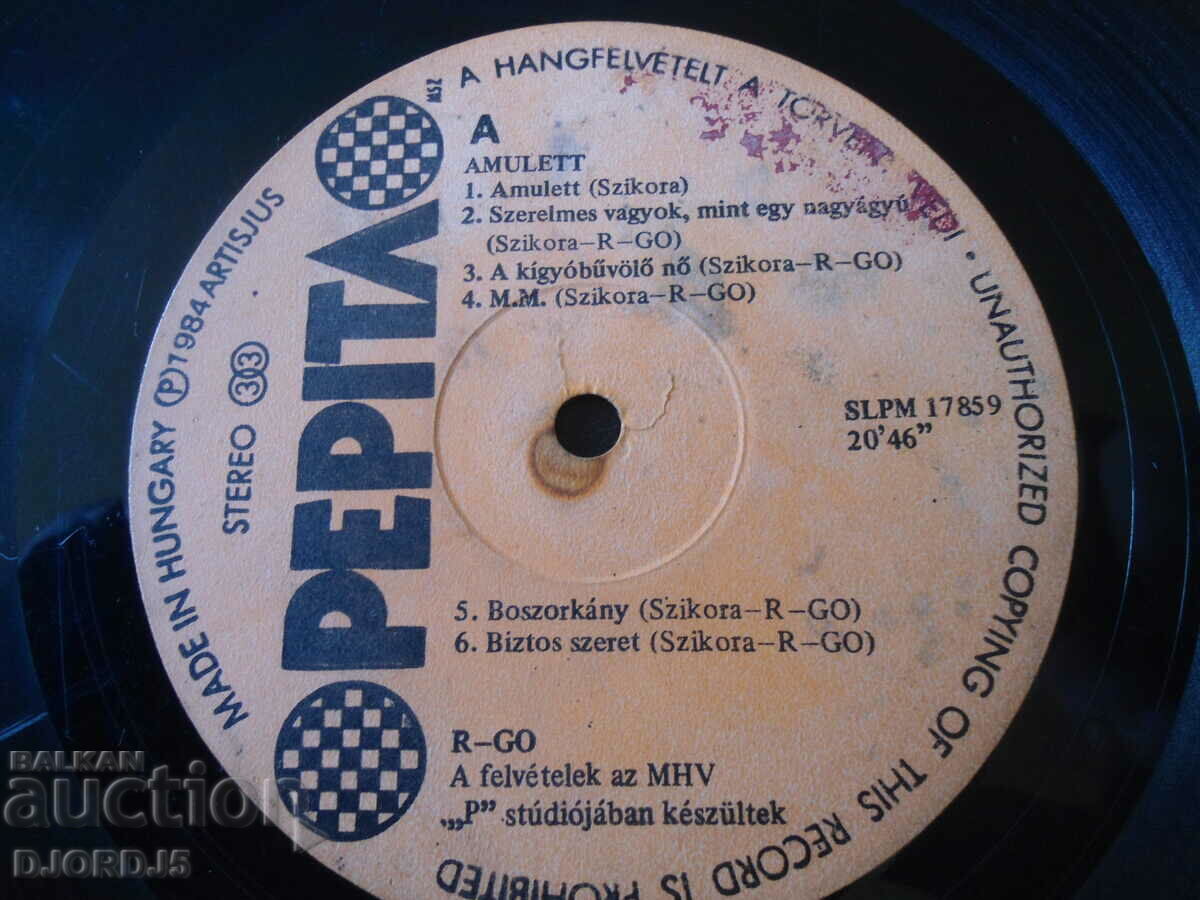 A HANGFELVÉTELT A TÖRVÉNY VÉDI • UNAUTHORIZED COPYING OF THIS RECORD IS PROHIBITED
MADE IN HUNGARY Ⓟ 1984 ARTISJUS
MSZ
STEREO 33
PEPITA
A
AMULETT
1. Amulett (Szikora)
2. Szerelmes vagyok, mint egy nagyágyú
(Szikora–R–GO)
3. A kígyóbűvölő nő (Szikora–R–GO)
4. M.M. (Szikora–R–GO)
SLPM 17859
20'46”
5. Boszorkány (Szikora–R–GO)
6. Biztos szeret (Szikora–R–GO)
R–GO
A felvételek az MHV
„P” stúdiójában készültek
BALKAN
auction
DJORDJ5